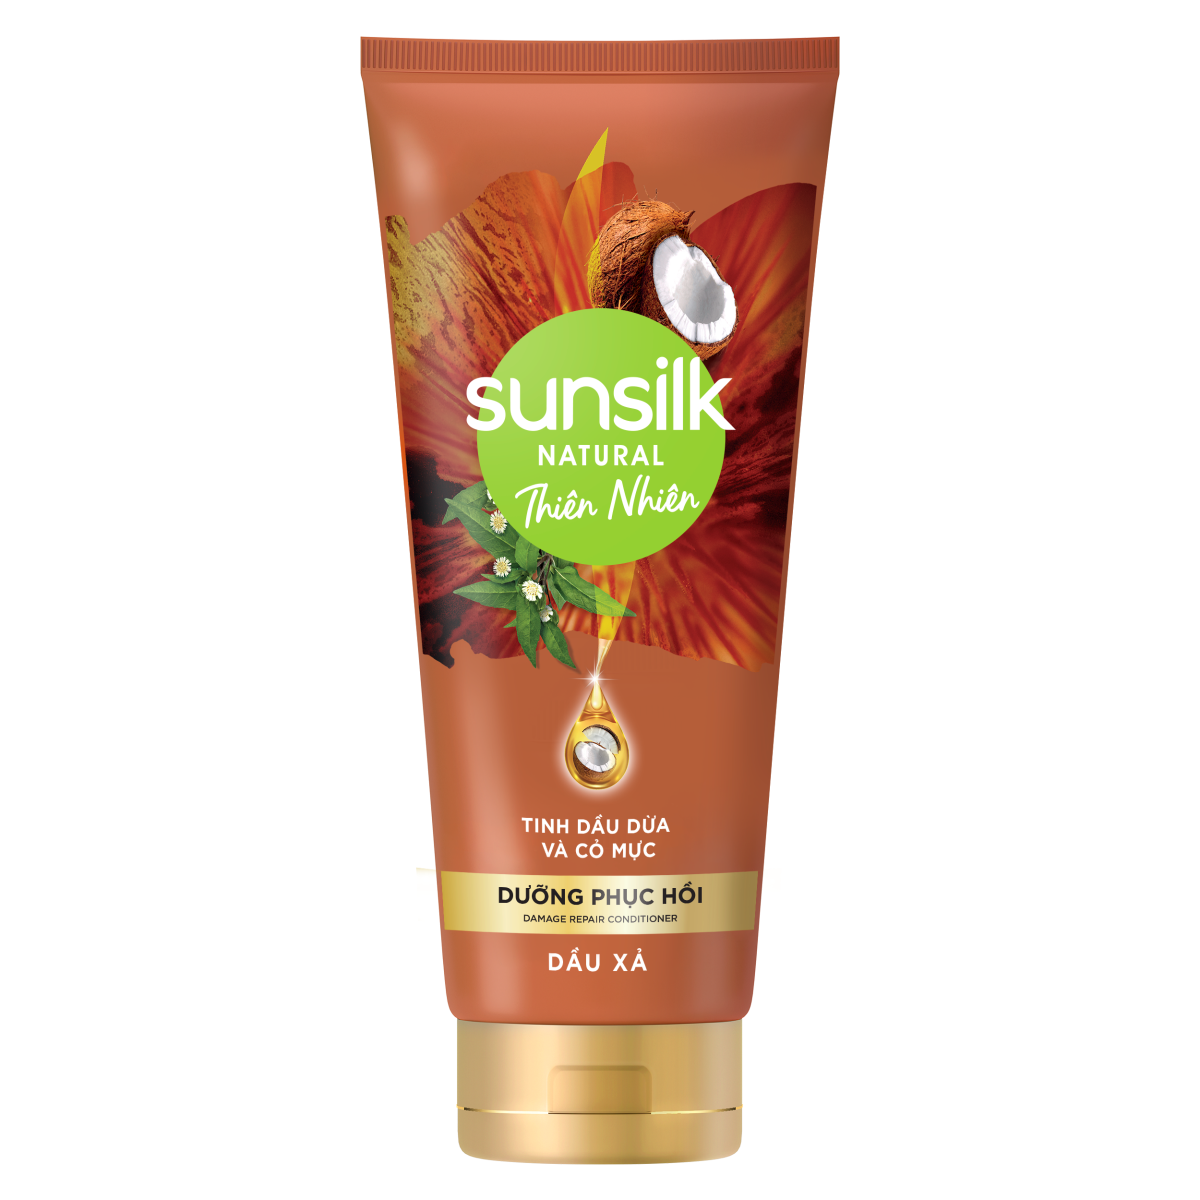 sunsilk
NATURAL
Thiên Nhiên
TINH DẦU DỪA
VÀ CỎ MỰC
DƯỠNG PHỤC HỒI
DAMAGE REPAIR CONDITIONER
DẦU XẢ